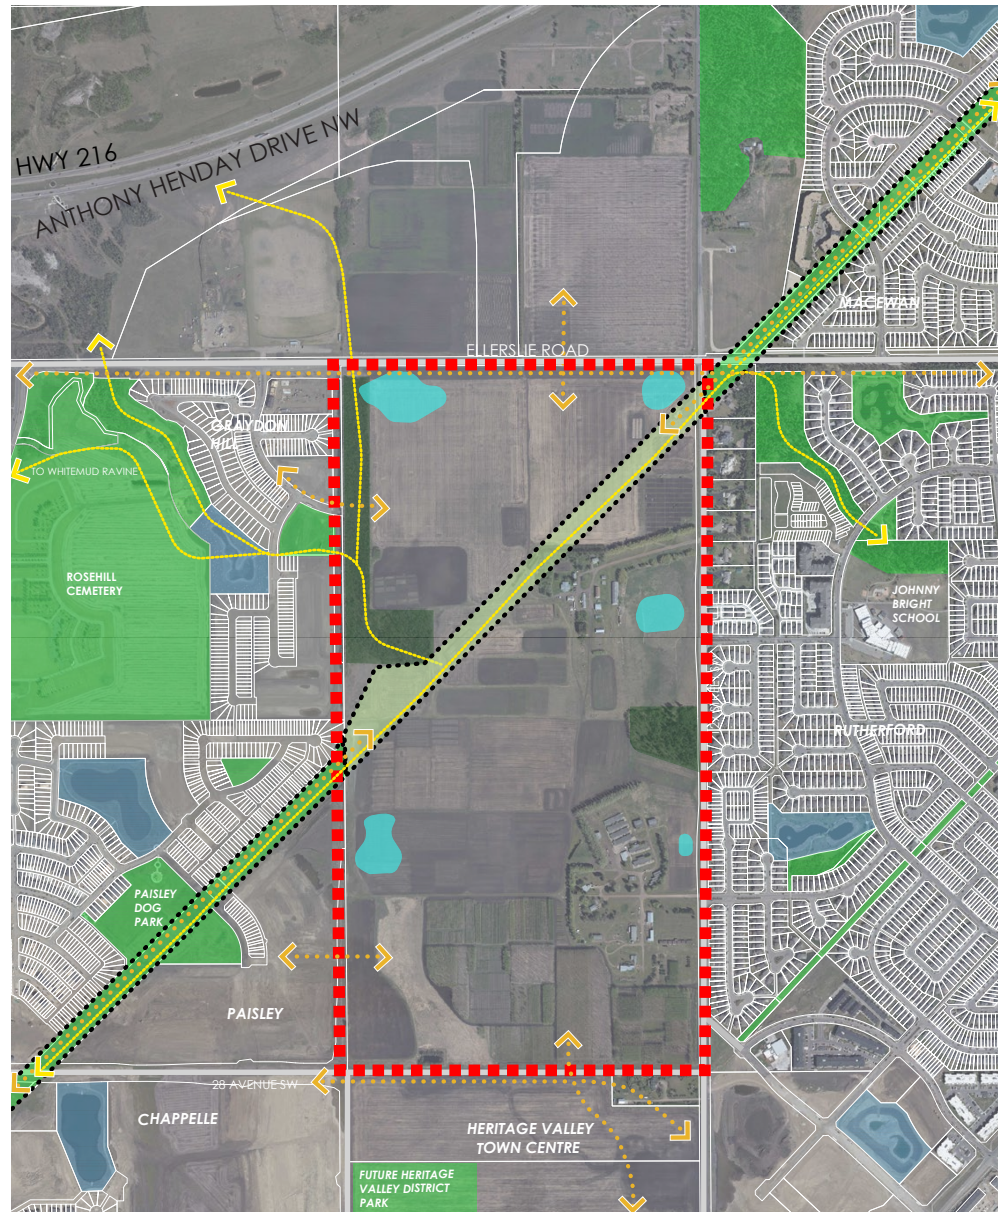 HWY 216
ANTHONY HENDAY DRIVE NW
MACEWAN
ELLERSLIE ROAD
GRAYDON
HILL
TO WHITEMUD RAVINE
ROSEHILL
CEMETERY
JOHNNY
BRIGHT
SCHOOL
RUTHERFORD
PAISLEY
DOG
PARK
PAISLEY
28 AVENUE SW
CHAPPELLE
HERITAGE VALLEY
TOWN CENTRE
FUTURE HERITAGE
VALLEY DISTRICT
PARK